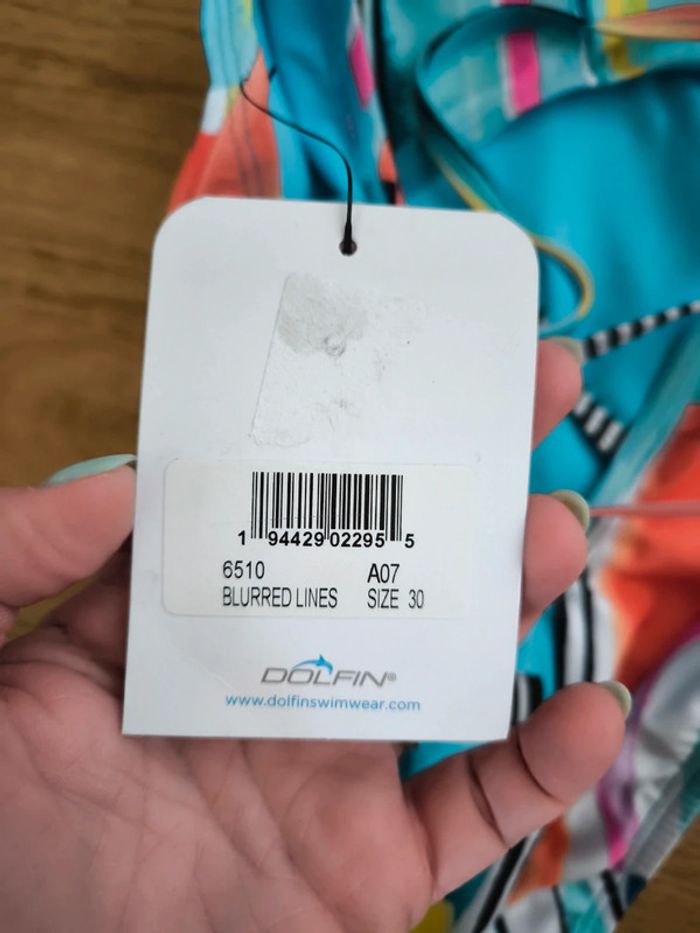 1 94429 02295 5
6510 A07
BLURRED LINES SIZE 30
DOLFIN®
www.dolfinswimwear.com